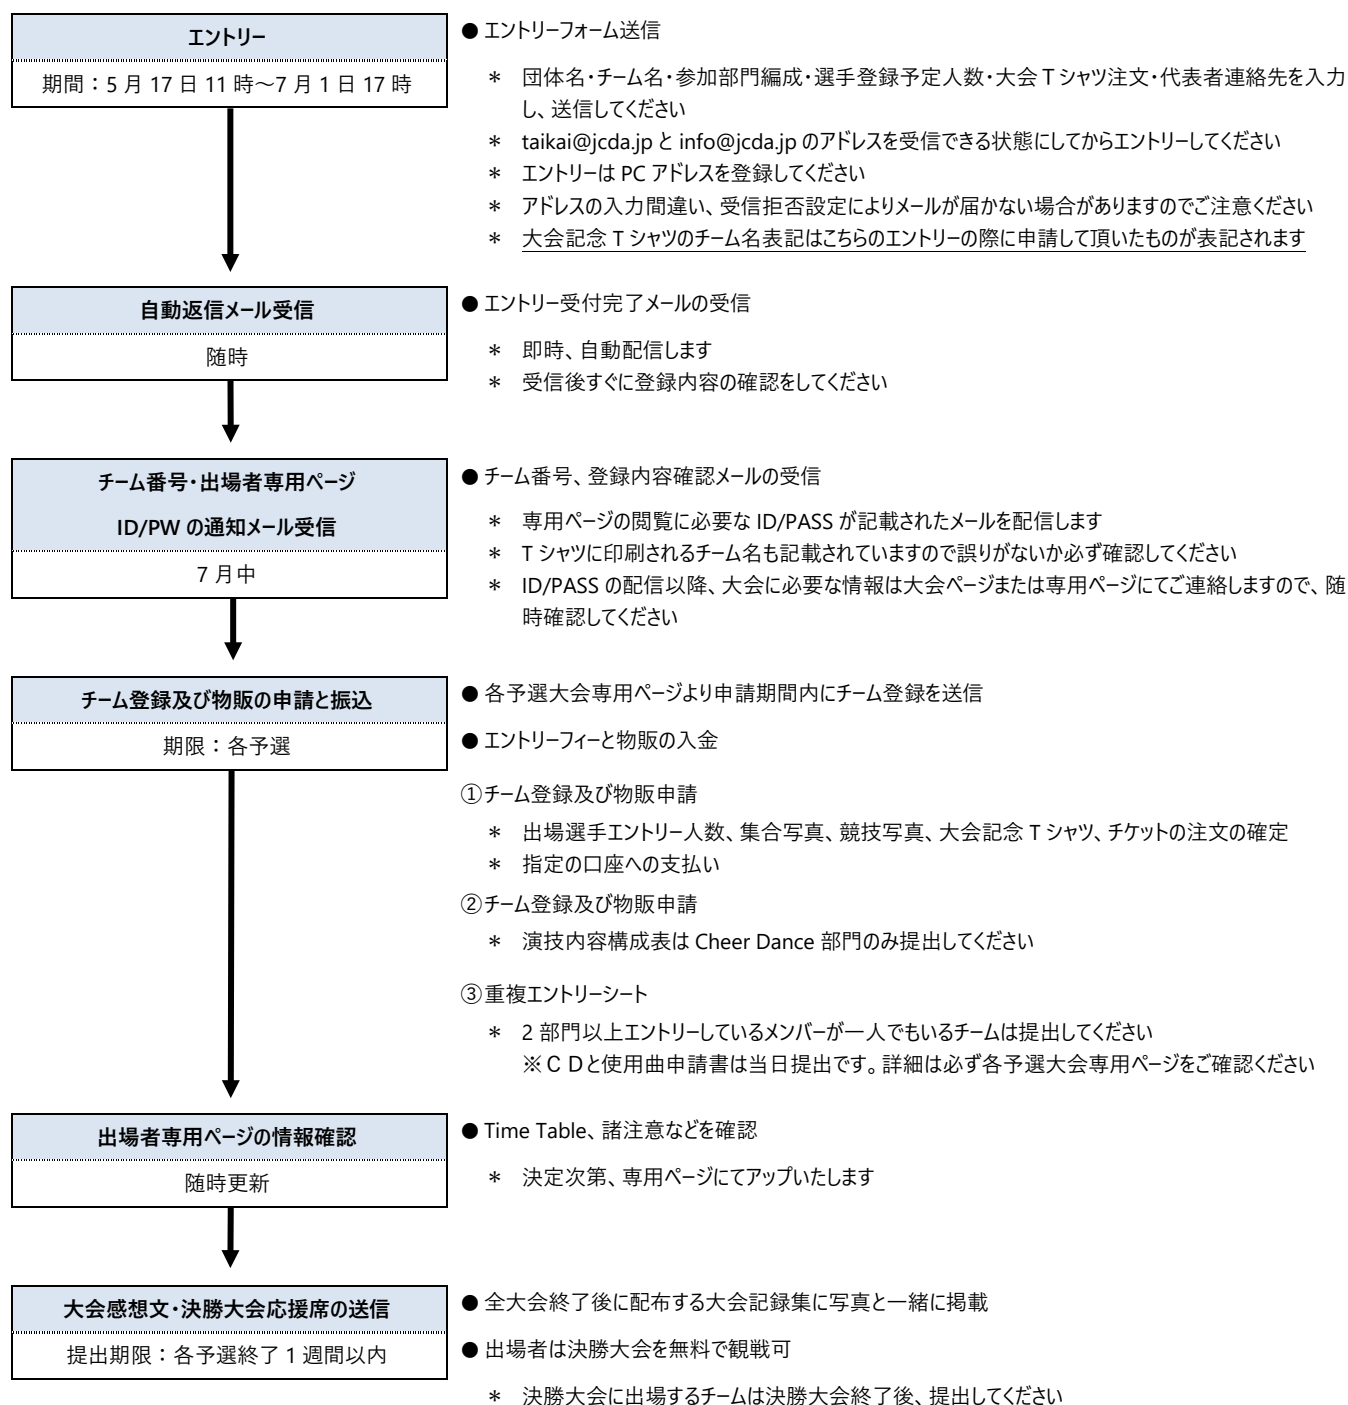 エントリー
期間：5 月 17 日 11 時～7 月 1 日 17 時
● エントリーフォーム送信
＊ 団体名・チーム名・参加部門編成・選手登録予定人数・大会Ｔシャツ注文・代表者連絡先を入力
し、送信してください
＊ taikai@jcda.jp と info@jcda.jp のアドレスを受信できる状態にしてからエントリーしてください
＊ エントリーは PC アドレスを登録してください
＊ アドレスの入力間違い、受信拒否設定によりメールが届かない場合がありますのでご注意ください
＊ 大会記念 T シャツのチーム名表記はこちらのエントリーの際に申請して頂いたものが表記されます
自動返信メール受信
随時
● エントリー受付完了メールの受信
＊ 即時、自動配信します
＊ 受信後すぐに登録内容の確認をしてください
チーム番号・出場者専用ページ
ID/PW の通知メール受信
7 月中
● チーム番号、登録内容確認メールの受信
＊ 専用ページの閲覧に必要な ID/PASS が記載されたメールを配信します
＊ T シャツに印刷されるチーム名も記載されていますので誤りがないか必ず確認してください
＊ ID/PASS の配信以降、大会に必要な情報は大会ページまたは専用ページにてご連絡しますので、随
時確認してください
チーム登録及び物販の申請と振込
期限：各予選
● 各予選大会専用ページより申請期間内にチーム登録を送信
● エントリーフィーと物販の入金
①チーム登録及び物販申請
＊ 出場選手エントリー人数、集合写真、競技写真、大会記念 T シャツ、チケットの注文の確定
＊ 指定の口座への支払い
②チーム登録及び物販申請
＊ 演技内容構成表は Cheer Dance 部門のみ提出してください
③重複エントリーシート
＊ 2 部門以上エントリーしているメンバーが一人でもいるチームは提出してください
※ＣＤと使用曲申請書は当日提出です。詳細は必ず各予選大会専用ページをご確認ください
出場者専用ページの情報確認
随時更新
● Time Table、諸注意などを確認
＊ 決定次第、専用ページにてアップいたします
大会感想文・決勝大会応援席の送信
提出期限：各予選終了 1 週間以内
● 全大会終了後に配布する大会記録集に写真と一緒に掲載
● 出場者は決勝大会を無料で観戦可
＊ 決勝大会に出場するチームは決勝大会終了後、提出してください